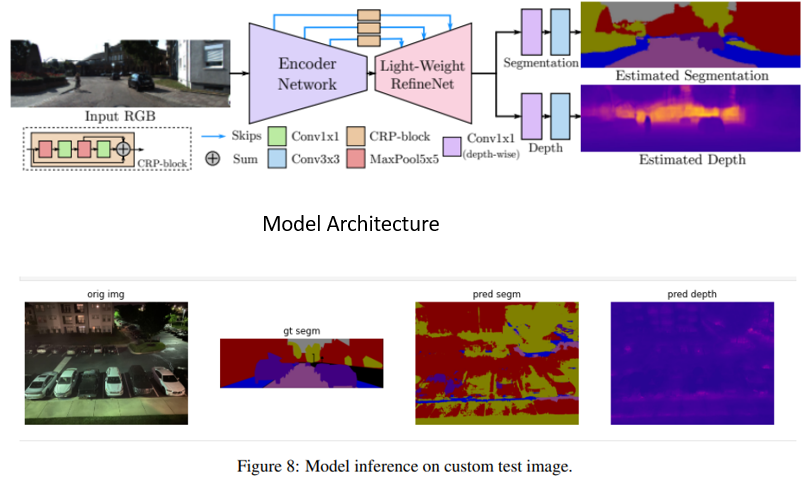 Input RGB
Encoder
Network
Light-Weight
RefineNet
Segmentation
Depth
Estimated Segmentation
Estimated Depth
CRP-block
Skips
Conv1x1
CRP-block
Conv1x1
(depth-wise)
Sum
Conv3x3
MaxPool5x5
Model Architecture
orig img
gt segm
pred segm
pred depth
Figure 8: Model inference on custom test image.